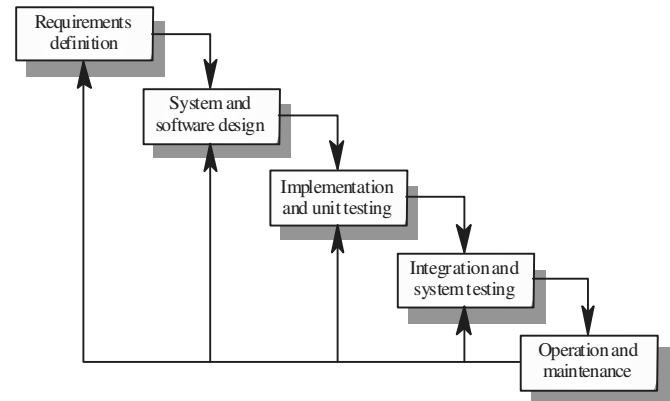 Requirements
definition
System and
software design
Implementation
and unit testing
Integration and
system testing
Operation and
maintenance